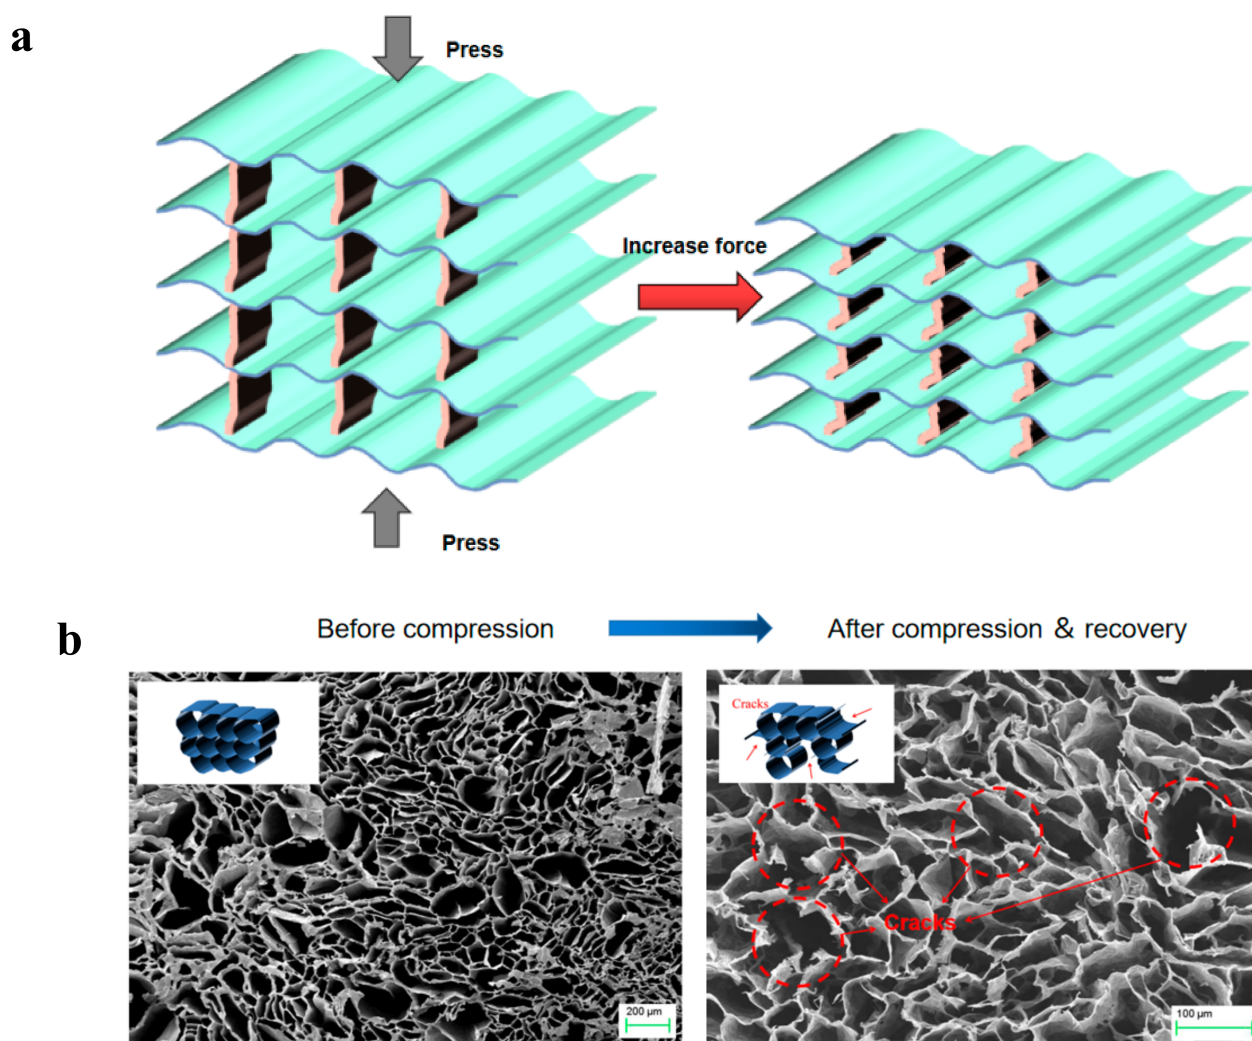 a
Press
Increase force
Press
b
Before compression
After compression & recovery
Cracks
Cracks
200 μm
100 μm